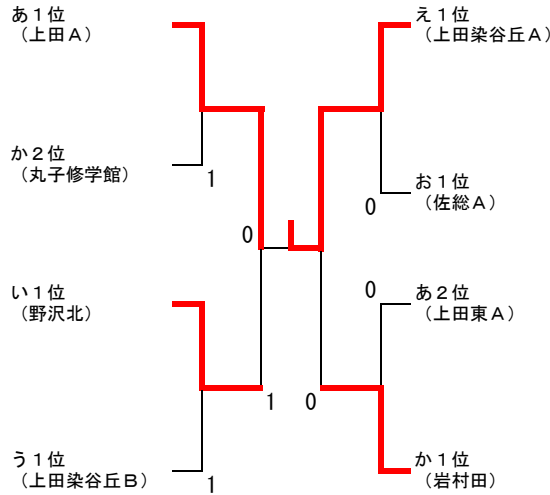 あ１位
（上田Ａ）
か２位
（丸子修学館）
1
い１位
（野沢北）
う１位
（上田染谷丘Ｂ）
1
0
1
0
え１位
（上田染谷丘Ａ）
お１位
（佐総Ａ）
0
あ２位
（上田東Ａ）
0
か１位
（岩村田）